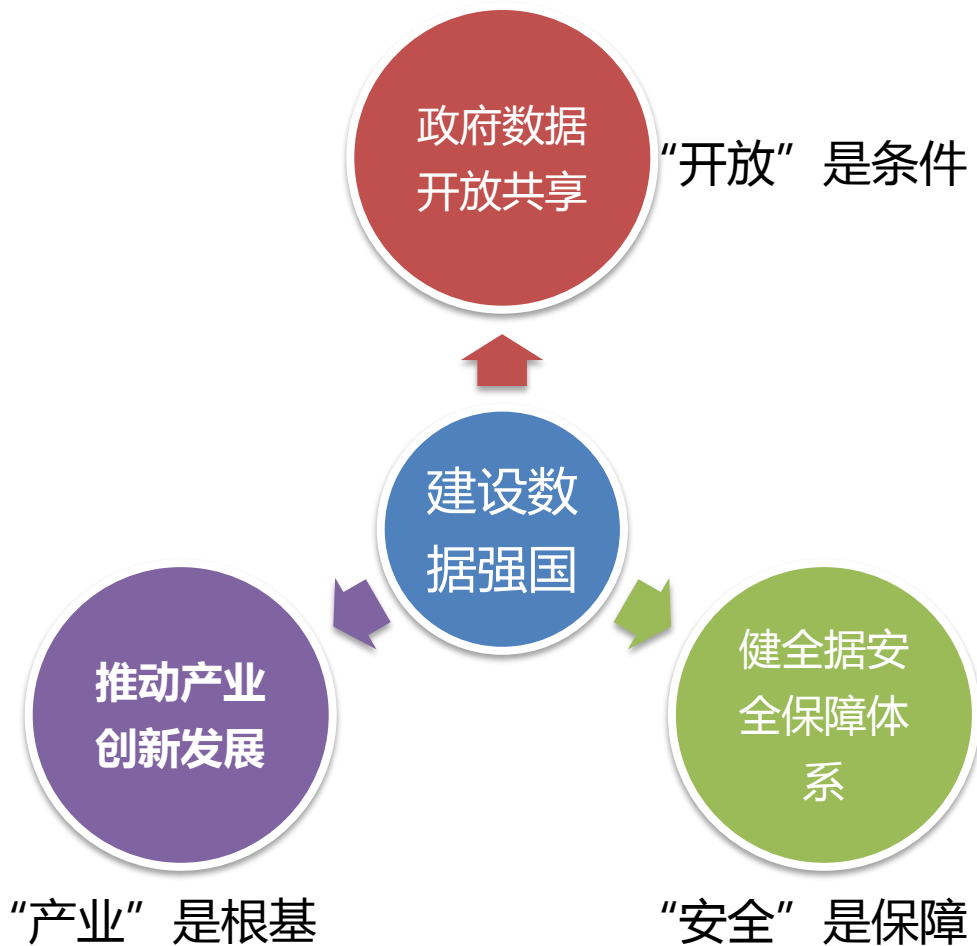 政府数据
开放共享
“开放”是条件
建设数
据强国
推动产业
创新发展
健全据安
全保障体
系
“产业”是根基
“安全”是保障